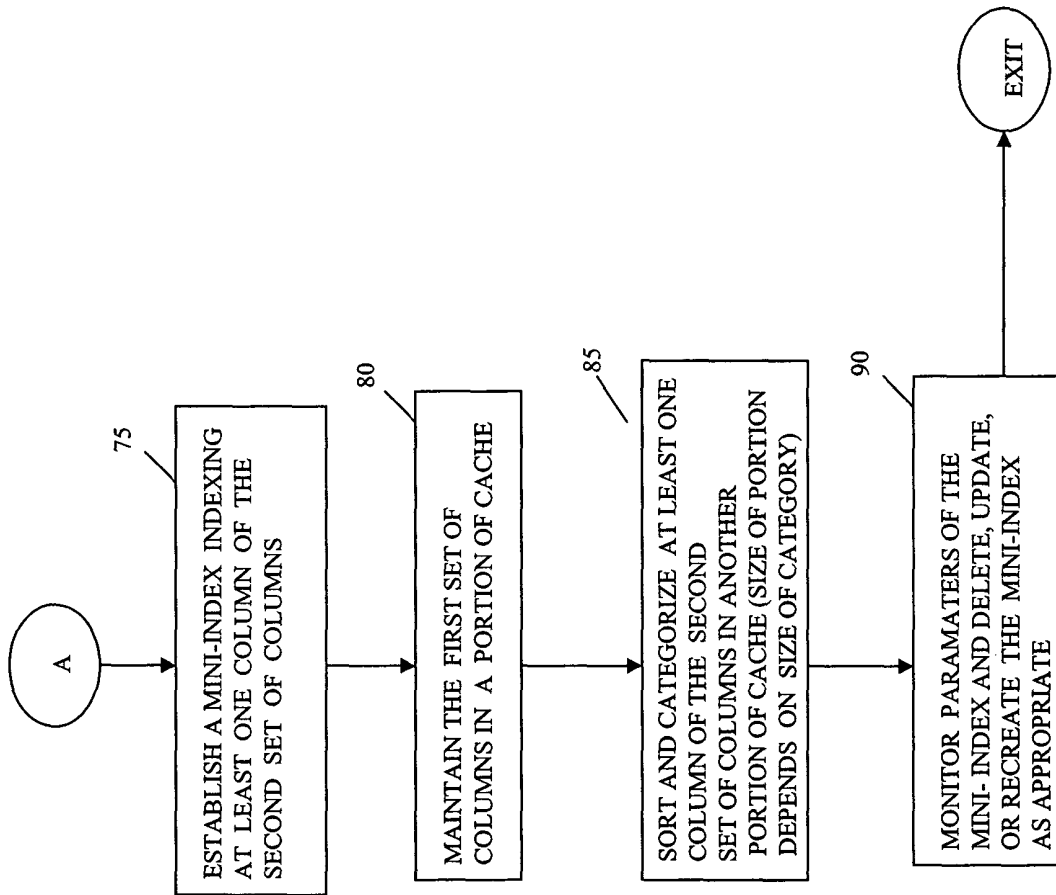 A
75
ESTABLISH A MINI-INDEX INDEXING
AT LEAST ONE COLUMN OF THE
SECOND SET OF COLUMNS
80
MAINTAIN THE FIRST SET OF
COLUMNS IN A PORTION OF CACHE
85
SORT AND CATEGORIZE AT LEAST ONE
COLUMN OF THE SECOND
SET OF COLUMNS IN ANOTHER
PORTION OF CACHE (SIZE OF PORTION
DEPENDS ON SIZE OF CATEGORY)
90
MONITOR PARAMATERS OF THE
MINI- INDEX AND DELETE, UPDATE,
OR RECREATE THE MINI-INDEX
AS APPROPRIATE
EXIT